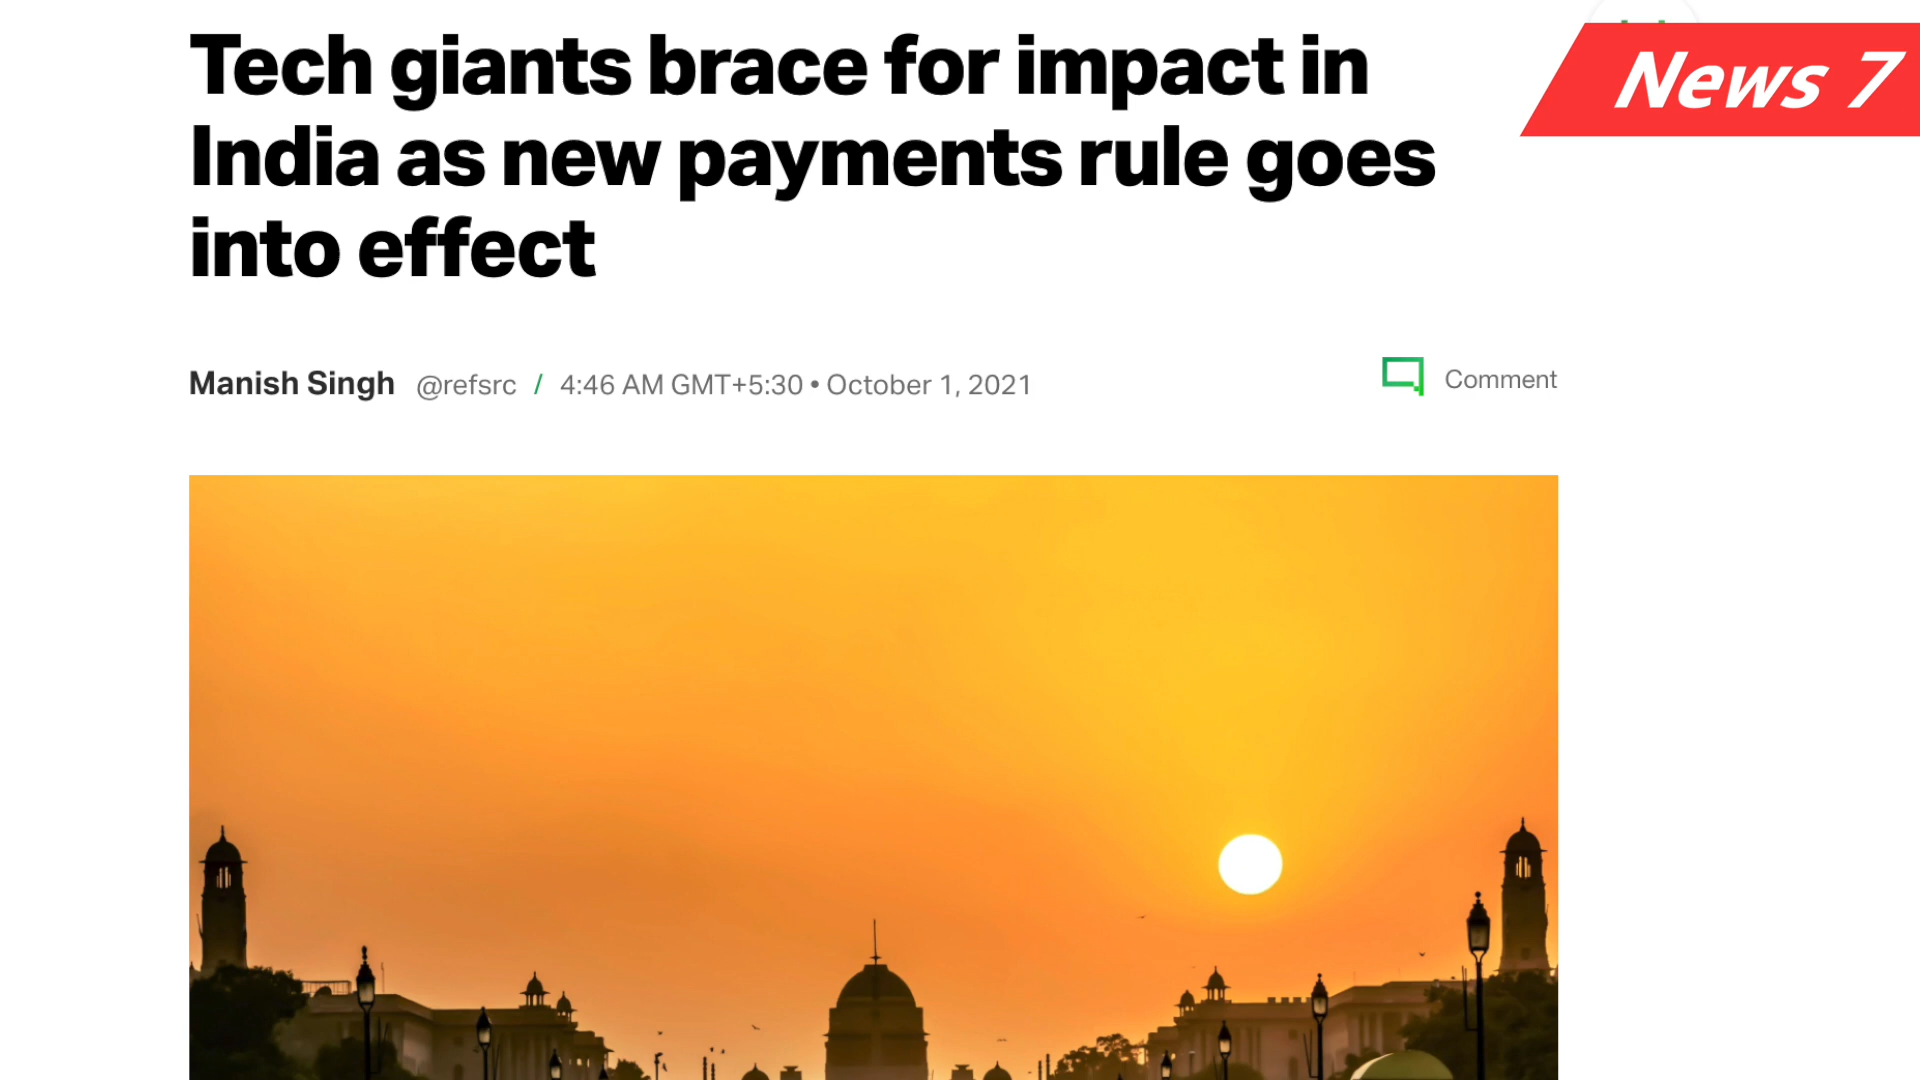 Tech giants brace for impact in
India as new payments rule goes
into effect
News 7
Manish Singh @refsrc / 4:46 AM GMT+5:30 • October 1, 2021
Comment